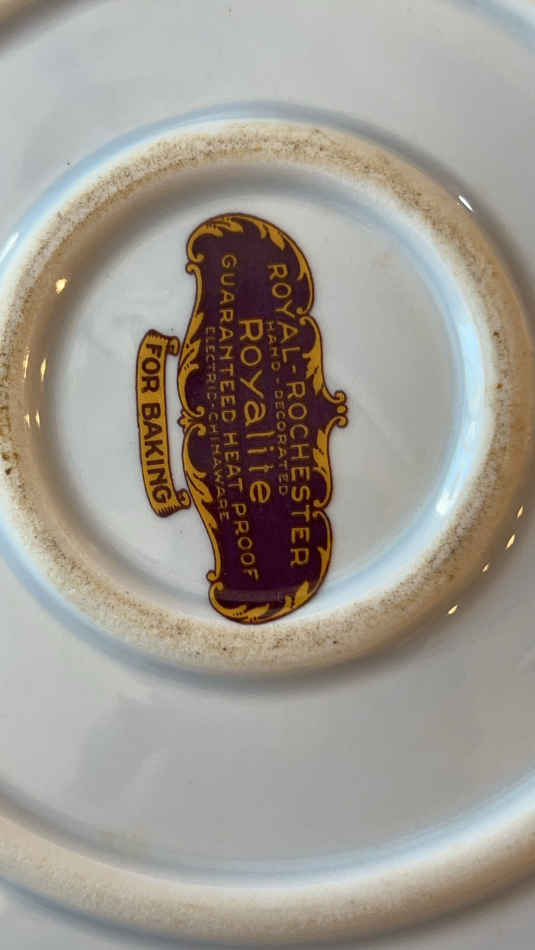 ROYAL-ROCHESTER
HAND-DECORATED
Royalite
GUARANTEED HEAT PROOF
ELECTRIC-CHINAWARE
FOR BAKING